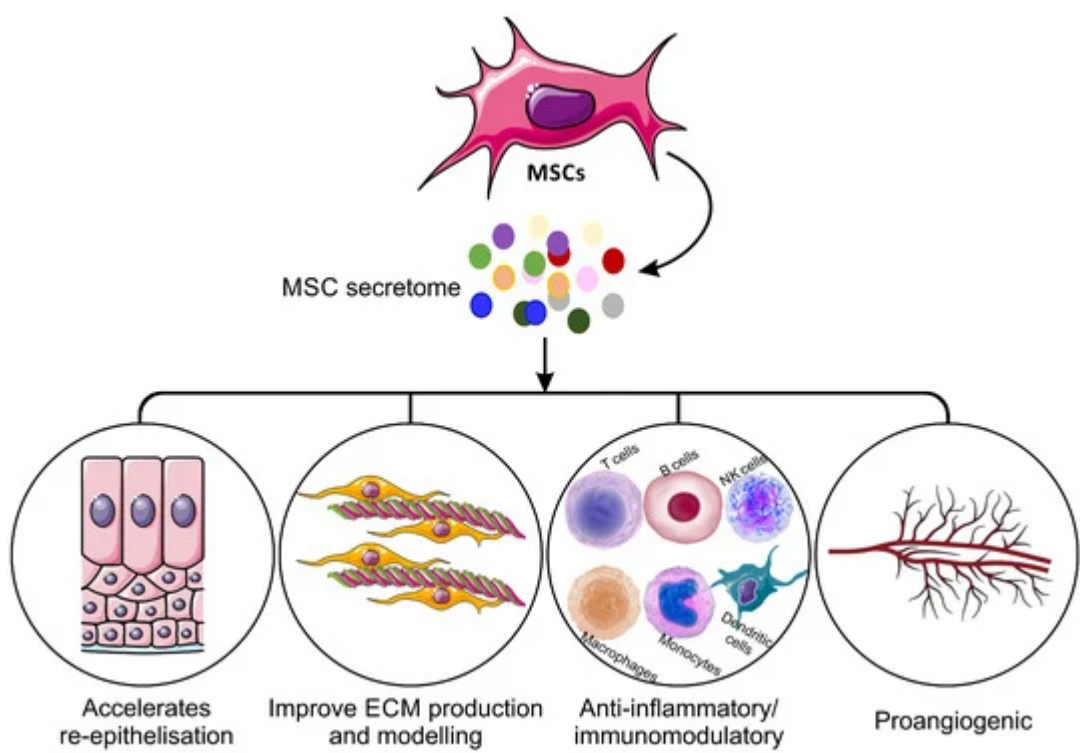 MSCs
MSC secretome
T cells
B cells
NK cells
Macrophages
Monocytes
Dendritic
cells
Accelerates
re-epithelisation
Improve ECM production
and modelling
Anti-inflammatory/
immunomodulatory
Proangiogenic